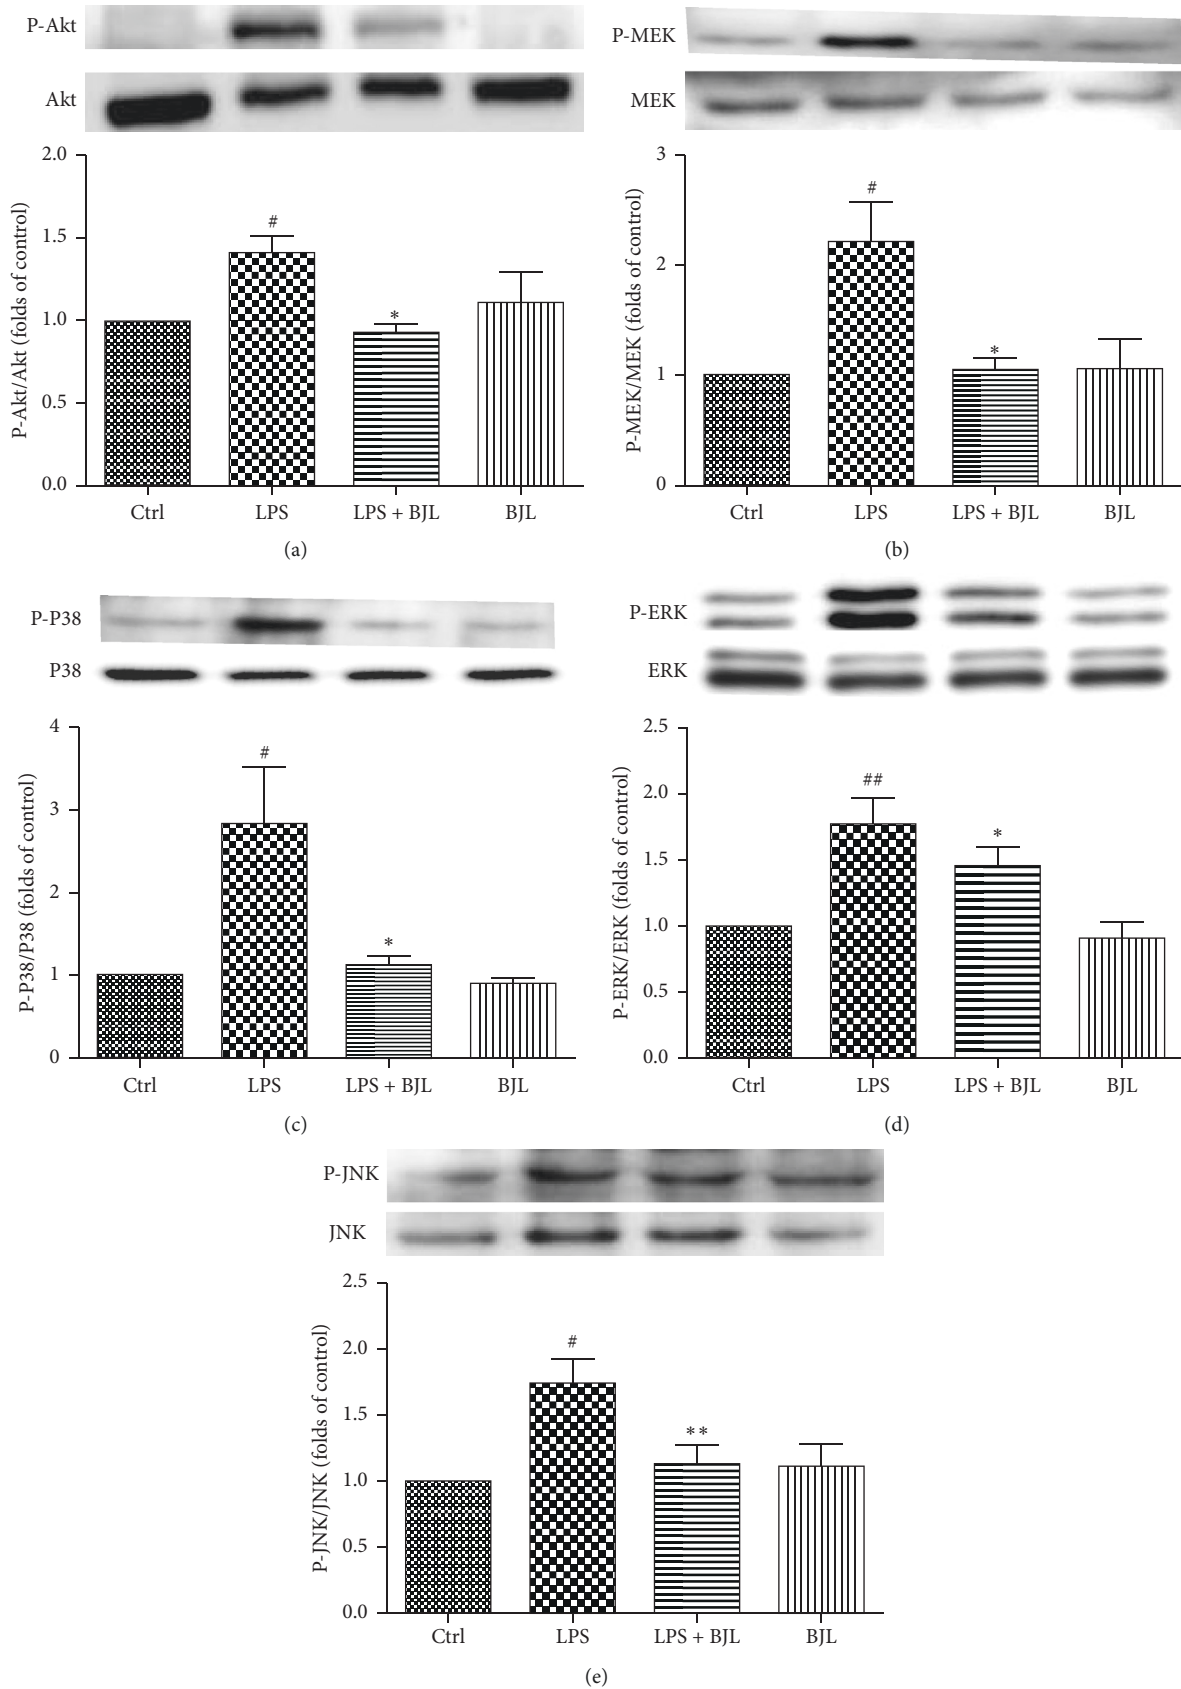 P-Akt
Akt
P-Akt/Akt (folds of control)
2.0
1.5
#
1.0
*
0.5
0.0
Ctrl LPS LPS + BJL BJL
(a)
P-MEK
MEK
P-MEK/MEK (folds of control)
3
#
2
*
1
0
Ctrl LPS LPS + BJL BJL
(b)
P-P38
P38
P-P38/P38 (folds of control)
4
#
3
2
*
1
0
Ctrl LPS LPS + BJL BJL
(c)
P-ERK
ERK
P-ERK/ERK (folds of control)
2.5
##
2.0
*
1.5
1.0
0.5
0.0
Ctrl LPS LPS + BJL BJL
(d)
P-JNK
JNK
P-JNK/JNK (folds of control)
2.5
#
2.0
1.5
**
1.0
0.5
0.0
Ctrl LPS LPS + BJL BJL
(e)